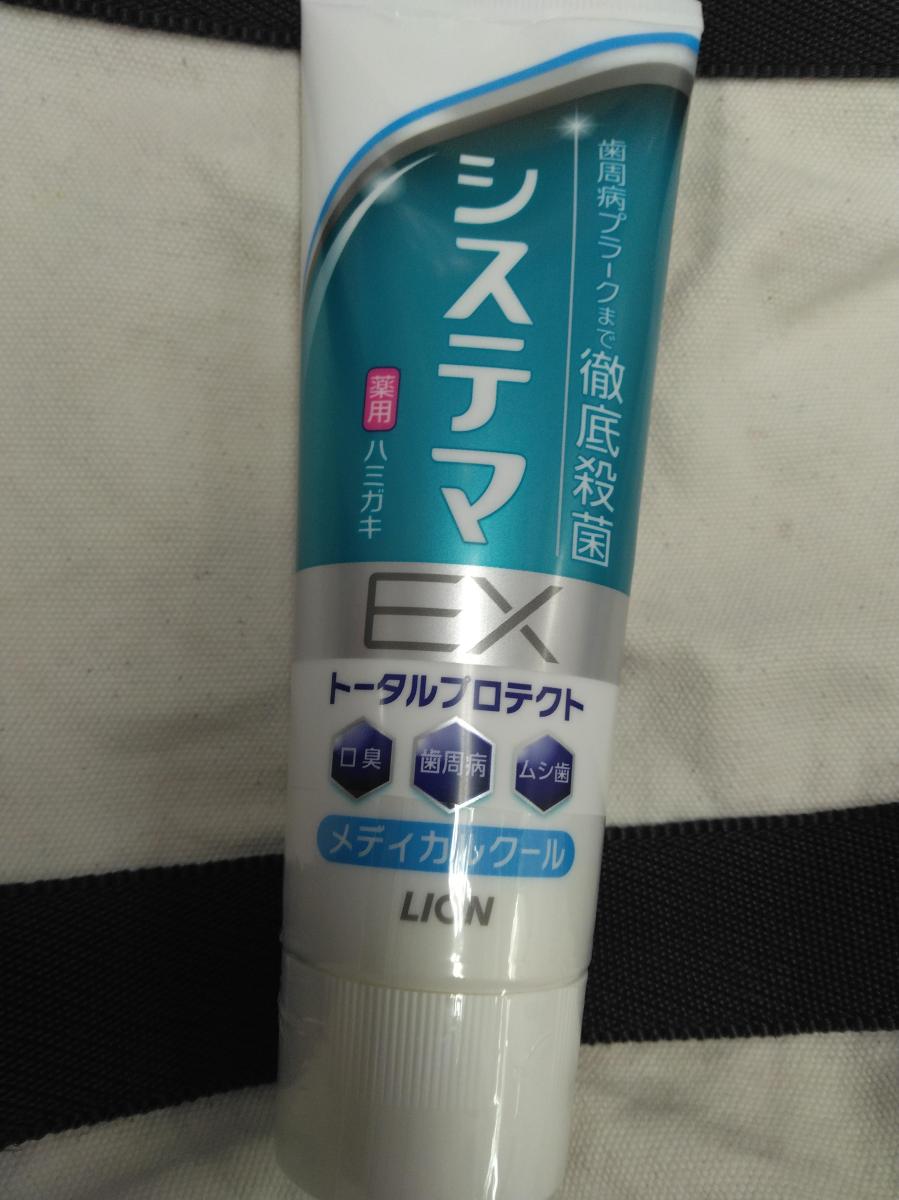 歯周病プラークまで徹底殺菌
システマ
薬用
ハミガキ
EX
トータルプロテクト
口臭
歯周病
ムシ歯
メディカルクール
LION